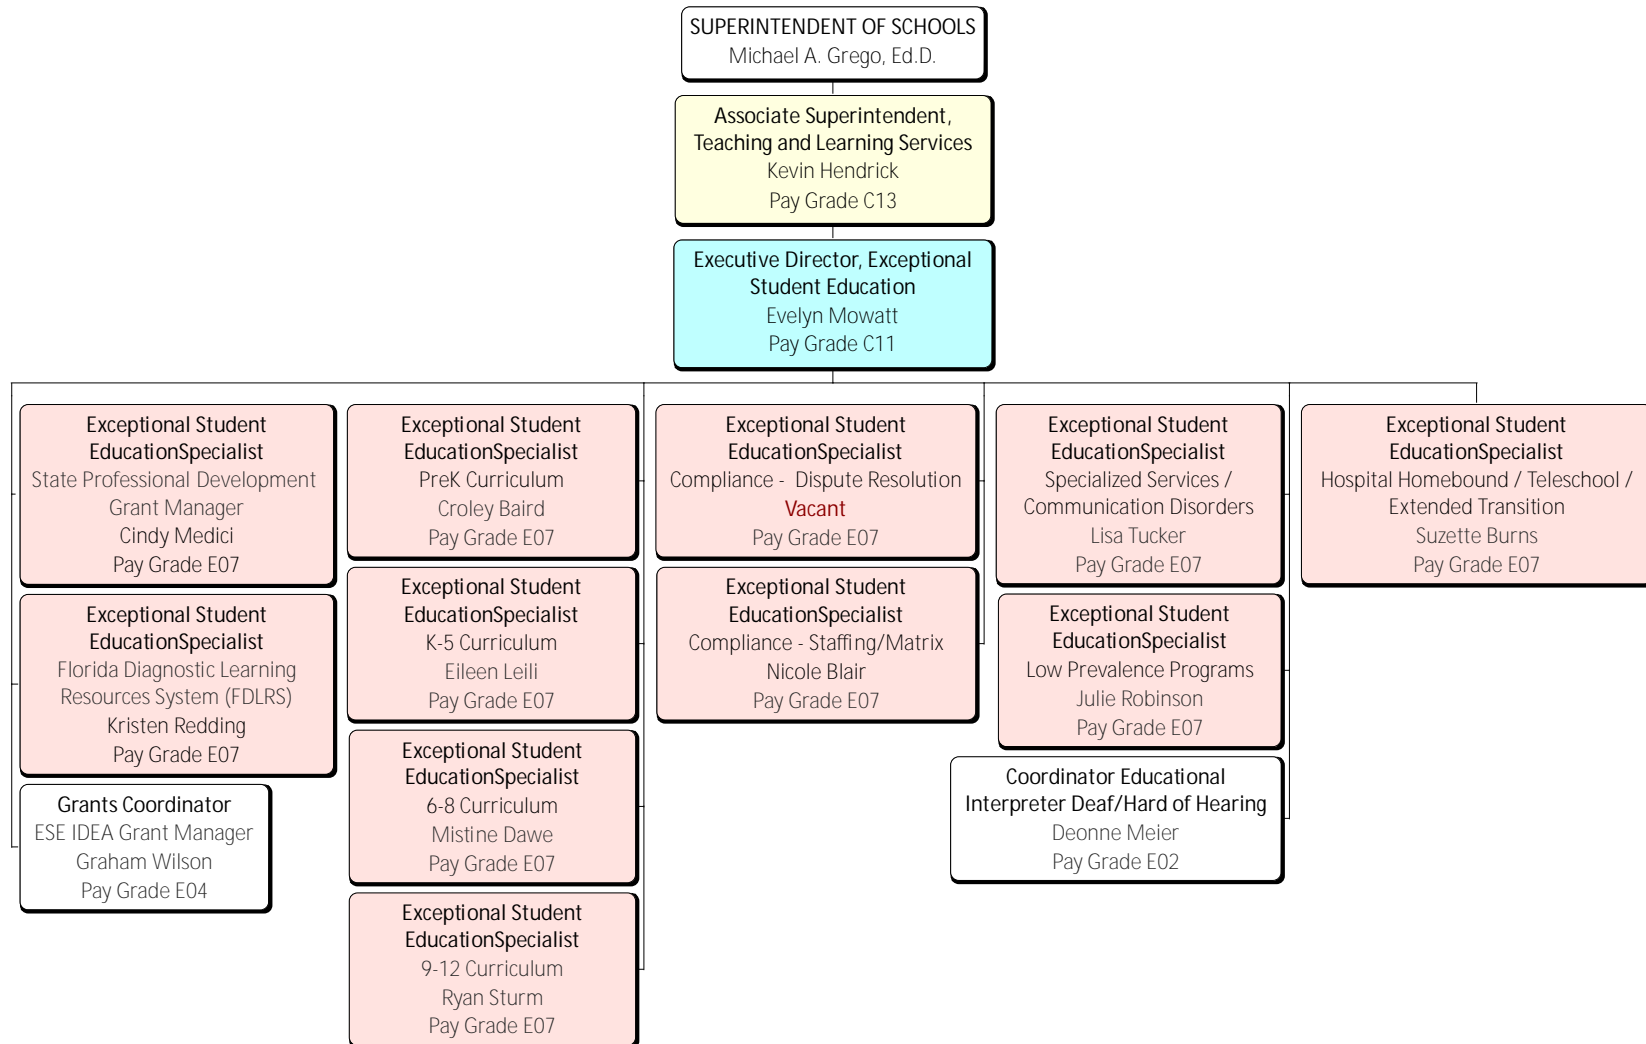 SUPERINTENDENT OF SCHOOLS
Michael A. Grego, Ed.D.
Associate Superintendent,
Teaching and Learning Services
Kevin Hendrick
Pay Grade C13
Executive Director, Exceptional
Student Education
Evelyn Mowatt
Pay Grade C11
Exceptional Student
EducationSpecialist
State Professional Development
Grant Manager
Cindy Medici
Pay Grade E07
Exceptional Student
EducationSpecialist
Florida Diagnostic Learning
Resources System (FDLRS)
Kristen Redding
Pay Grade E07
Grants Coordinator
ESE IDEA Grant Manager
Graham Wilson
Pay Grade E04
Exceptional Student
EducationSpecialist
PreK Curriculum
Croley Baird
Pay Grade E07
Exceptional Student
EducationSpecialist
K-5 Curriculum
Eileen Leili
Pay Grade E07
Exceptional Student
EducationSpecialist
6-8 Curriculum
Mistine Dawe
Pay Grade E07
Exceptional Student
EducationSpecialist
9-12 Curriculum
Ryan Sturm
Pay Grade E07
Exceptional Student
EducationSpecialist
Compliance - Dispute Resolution
Vacant
Pay Grade E07
Exceptional Student
EducationSpecialist
Compliance - Staffing/Matrix
Nicole Blair
Pay Grade E07
Exceptional Student
EducationSpecialist
Specialized Services /
Communication Disorders
Lisa Tucker
Pay Grade E07
Exceptional Student
EducationSpecialist
Low Prevalence Programs
Julie Robinson
Pay Grade E07
Coordinator Educational
Interpreter Deaf/Hard of Hearing
Deonne Meier
Pay Grade E02
Exceptional Student
EducationSpecialist
Hospital Homebound / Teleschool /
Extended Transition
Suzette Burns
Pay Grade E07